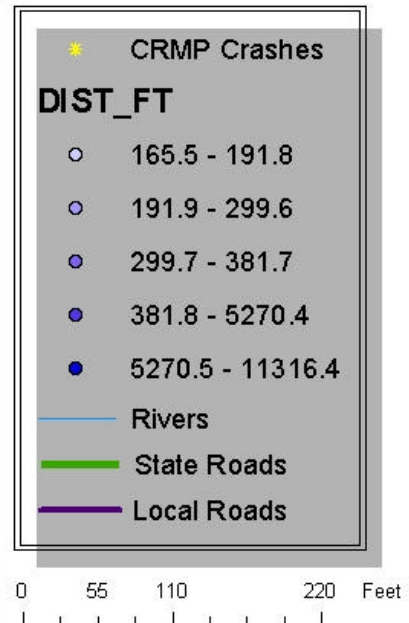 CRMP Crashes
DIST_FT
165.5 - 191.8
191.9 - 299.6
299.7 - 381.7
381.8 - 5270.4
5270.5 - 11316.4
Rivers
State Roads
Local Roads
0 55 110 220 Feet